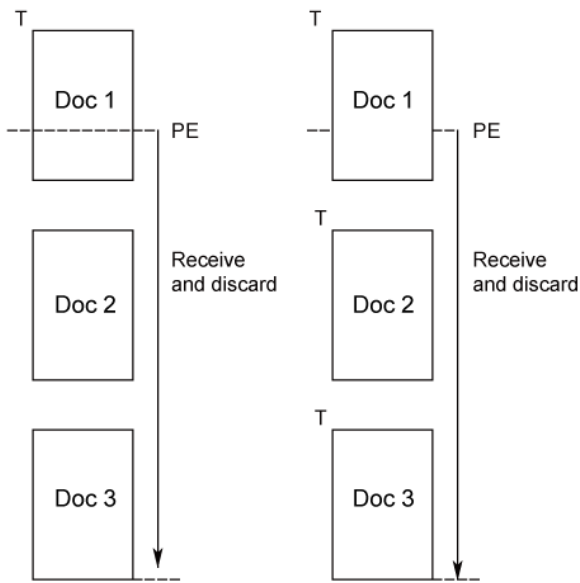 T
Doc 1
PE
Receive
and discard
Doc 2
Doc 3
T
Doc 1
PE
T
Receive
and discard
Doc 2
T
Doc 3